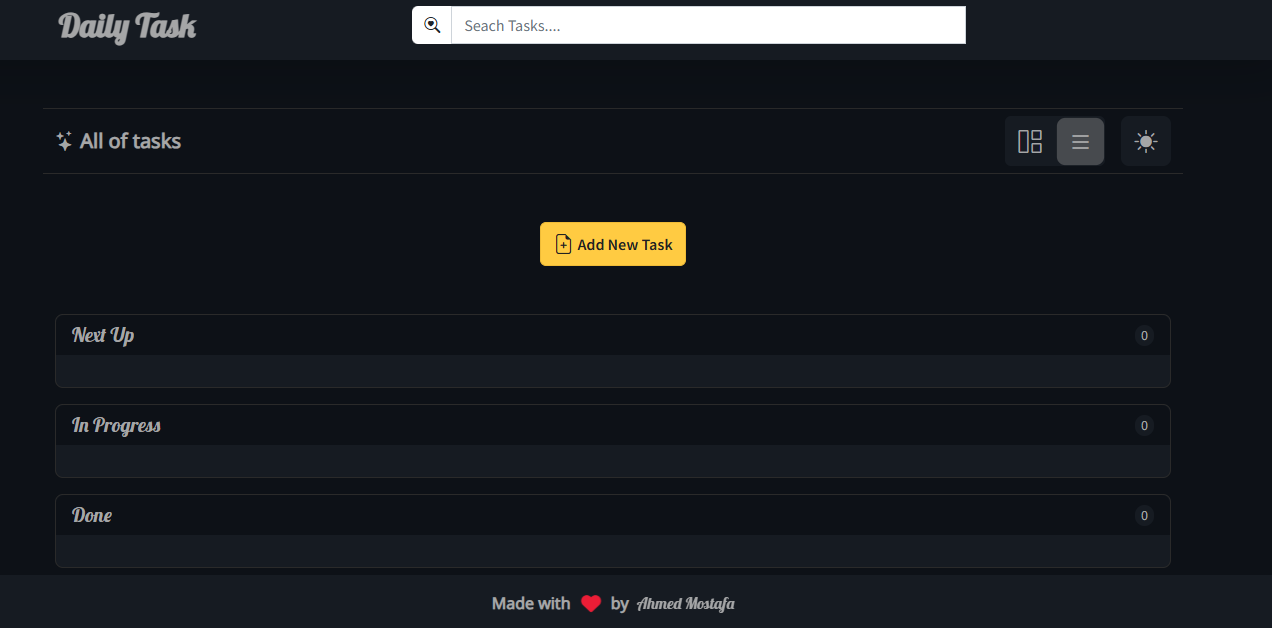 Daily Task
Seach Tasks....
All of tasks
Add New Task
Next Up 0
In Progress 0
Done 0
Made with by Ahmed Mostafa